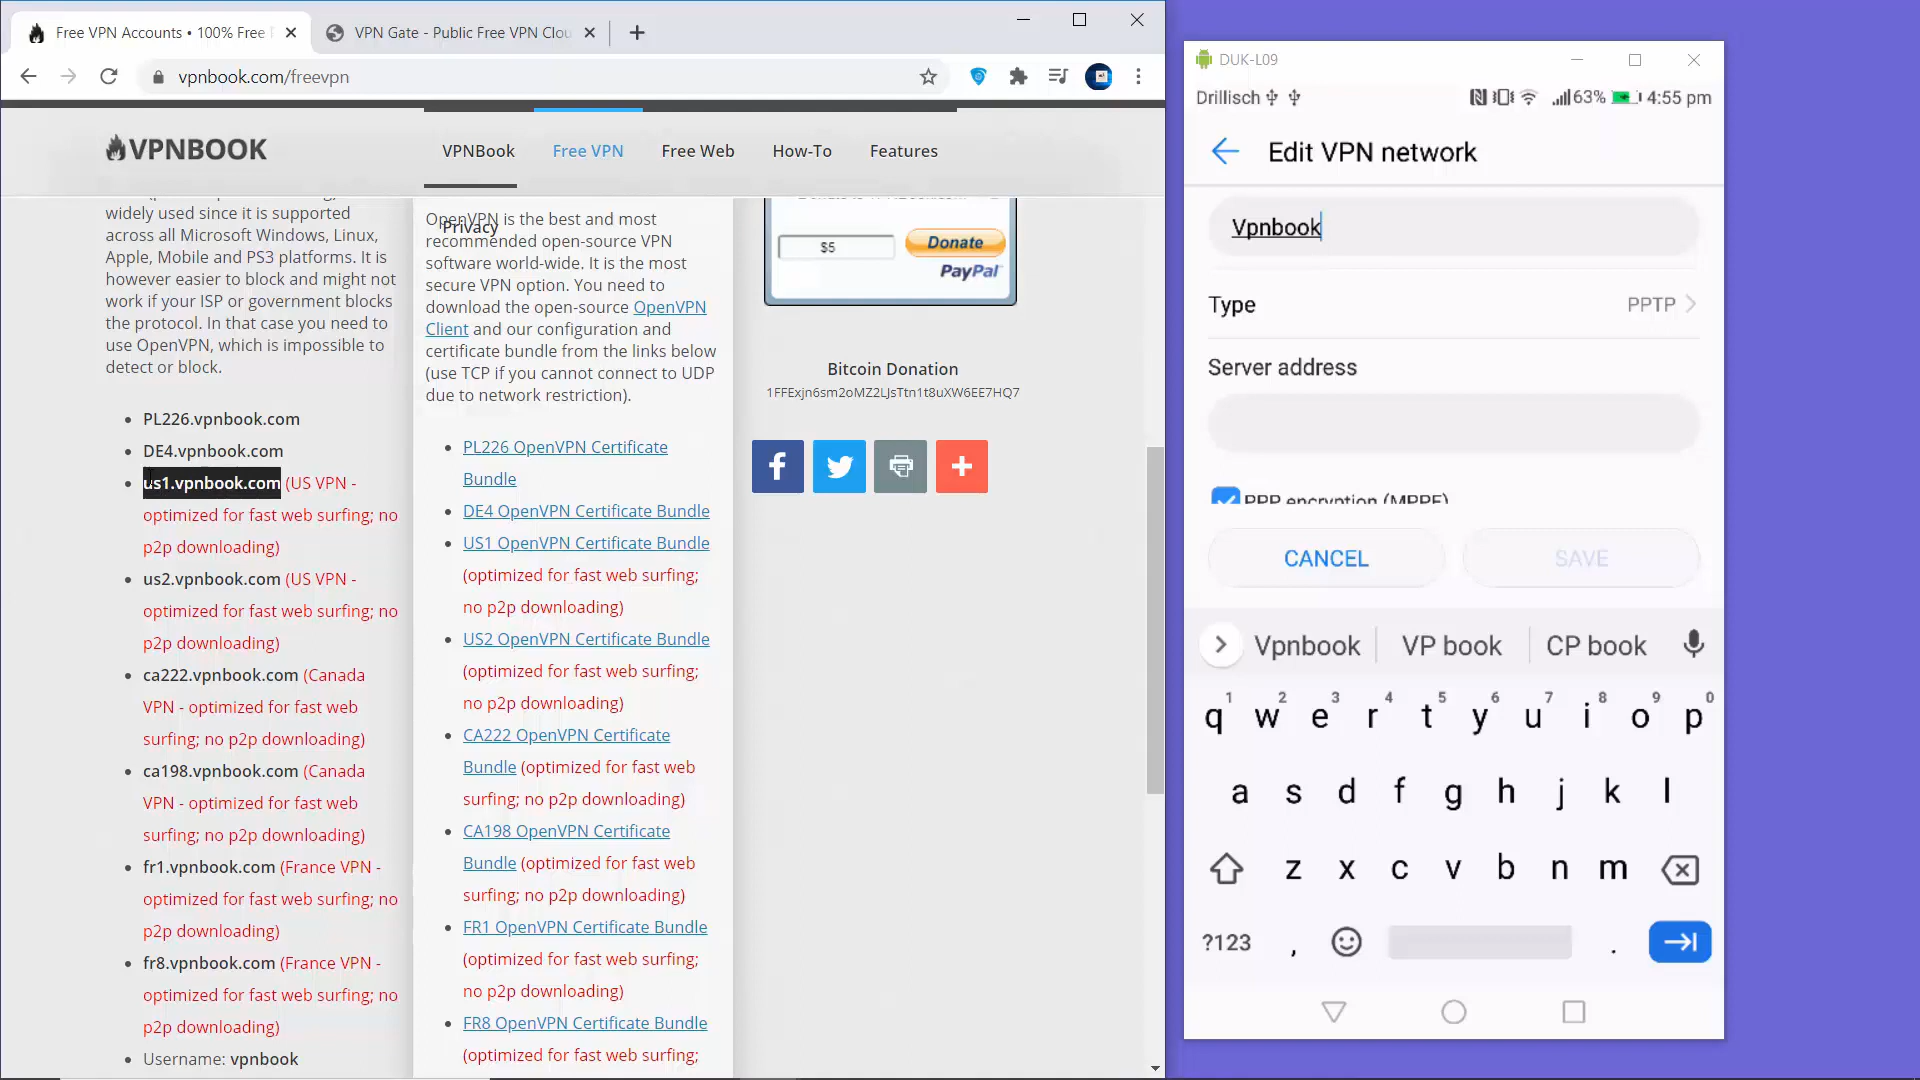 Free VPN Accounts • 100% Free
VPN Gate - Public Free VPN Clou
vpnbook.com/freevpn
VPNBOOK
VPNBook
Free VPN
Free Web
How-To
Features
Privacy
widely used since it is supported
across all Microsoft Windows, Linux,
Apple, Mobile and PS3 platforms. It is
however easier to block and might not
work if your ISP or government blocks
the protocol. In that case you need to
use OpenVPN, which is impossible to
detect or block.
PL226.vpnbook.com
DE4.vpnbook.com
us1.vpnbook.com (US VPN -
optimized for fast web surfing; no
p2p downloading)
us2.vpnbook.com (US VPN -
optimized for fast web surfing; no
p2p downloading)
ca222.vpnbook.com (Canada
VPN - optimized for fast web
surfing; no p2p downloading)
ca198.vpnbook.com (Canada
VPN - optimized for fast web
surfing; no p2p downloading)
fr1.vpnbook.com (France VPN -
optimized for fast web surfing; no
p2p downloading)
fr8.vpnbook.com (France VPN -
optimized for fast web surfing; no
p2p downloading)
Username: vpnbook
OpenVPN is the best and most
recommended open-source VPN
software world-wide. It is the most
secure VPN option. You need to
download the open-source OpenVPN
Client and our configuration and
certificate bundle from the links below
(use TCP if you cannot connect to UDP
due to network restriction).
PL226 OpenVPN Certificate
Bundle
DE4 OpenVPN Certificate Bundle
US1 OpenVPN Certificate Bundle
(optimized for fast web surfing;
no p2p downloading)
US2 OpenVPN Certificate Bundle
(optimized for fast web surfing;
no p2p downloading)
CA222 OpenVPN Certificate
Bundle (optimized for fast web
surfing; no p2p downloading)
CA198 OpenVPN Certificate
Bundle (optimized for fast web
surfing; no p2p downloading)
FR1 OpenVPN Certificate Bundle
(optimized for fast web surfing;
no p2p downloading)
FR8 OpenVPN Certificate Bundle
(optimized for fast web surfing;
$5
Donate
PayPal
Bitcoin Donation
1FFExjn6sm2oMZ2LJsTtn1t8uXW6EE7HQ7
DUK-L09
Drillisch
63%
4:55 pm
Edit VPN network
Vpnbook
Type
PPTP
Server address
PPP encryption (MPPE)
CANCEL
SAVE
Vpnbook
VP book
CP book
1 2 3 4 5 6 7 8 9 0
q w e r t y u i o p
a s d f g h j k l
z x c v b n m
?123 , .